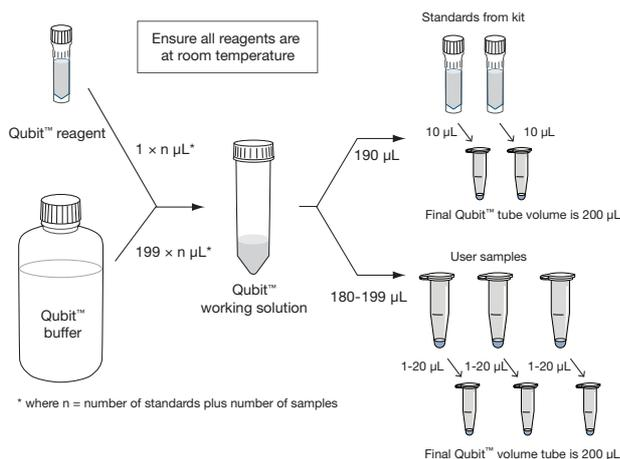 Standards from kit
Ensure all reagents are
at room temperature
Qubit™ reagent
1 × n µL*
10 µL
10 µL
190 µL
Final Qubit™ tube volume is 200 µL
199 × n µL*
User samples
Qubit™
buffer
Qubit™
working solution
180-199 µL
1-20 µL
1-20 µL
1-20 µL
* where n = number of standards plus number of samples
Final Qubit™ volume tube is 200 µL